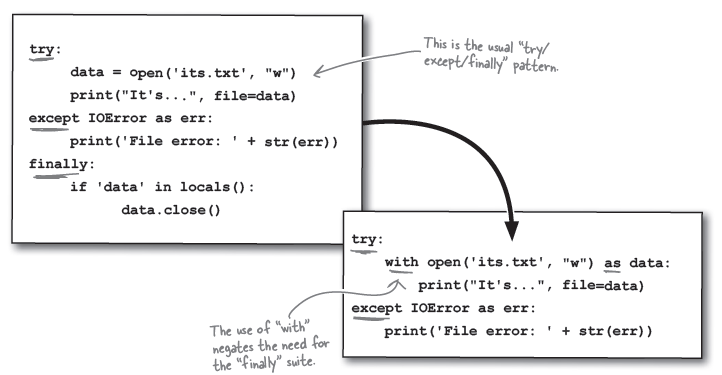 try:
data = open('its.txt', "w")
print("It's...", file=data)
except IOError as err:
print('File error: ' + str(err))
finally:
if 'data' in locals():
data.close()
This is the usual “try/
except/finally” pattern.
try:
with open('its.txt', "w") as data:
print("It's...", file=data)
except IOError as err:
print('File error: ' + str(err))
The use of “with”
negates the need for
the “finally” suite.